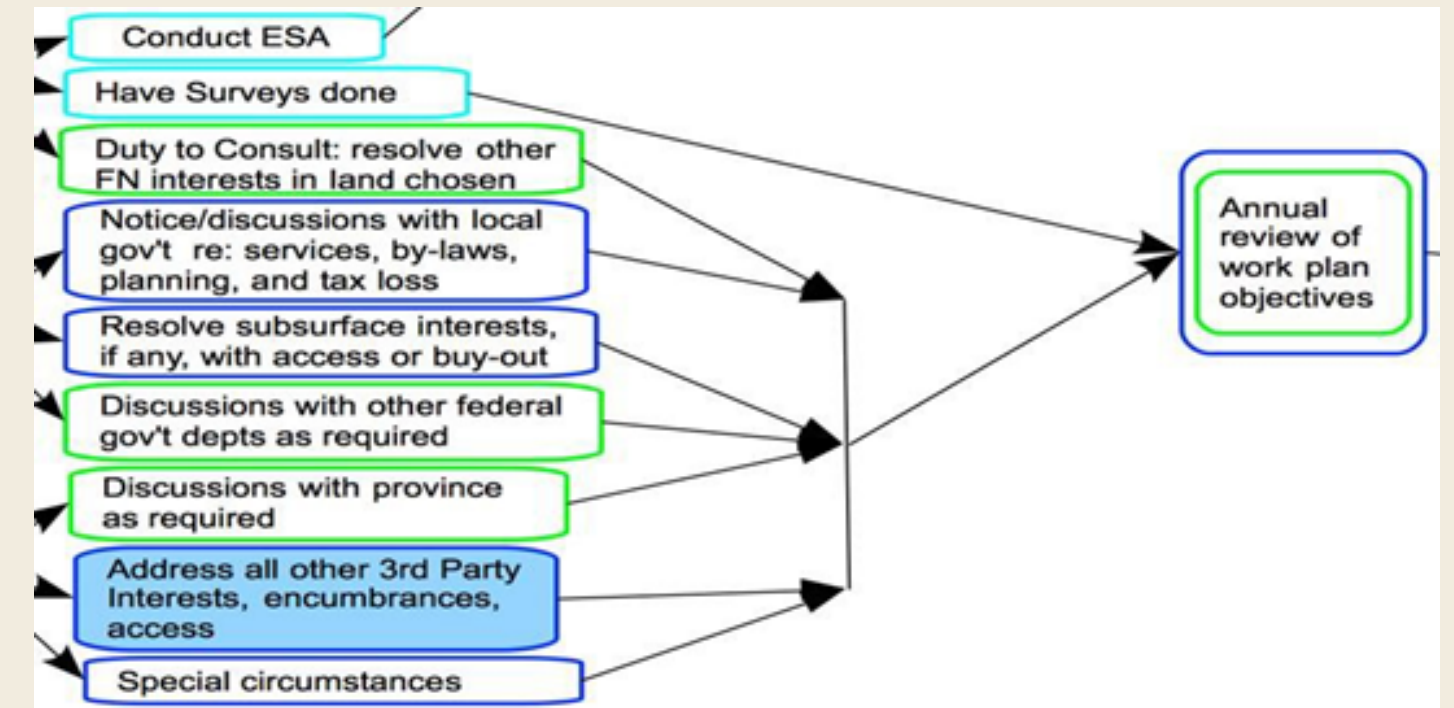 Conduct ESA
Have Surveys done
Duty to Consult: resolve other
FN interests in land chosen
Notice/discussions with local
gov't re: services, by-laws,
planning, and tax loss
Resolve subsurface interests,
if any, with access or buy-out
Discussions with other federal
gov't depts as required
Discussions with province
as required
Address all other 3rd Party
Interests, encumbrances,
access
Special circumstances
Annual
review of
work plan
objectives